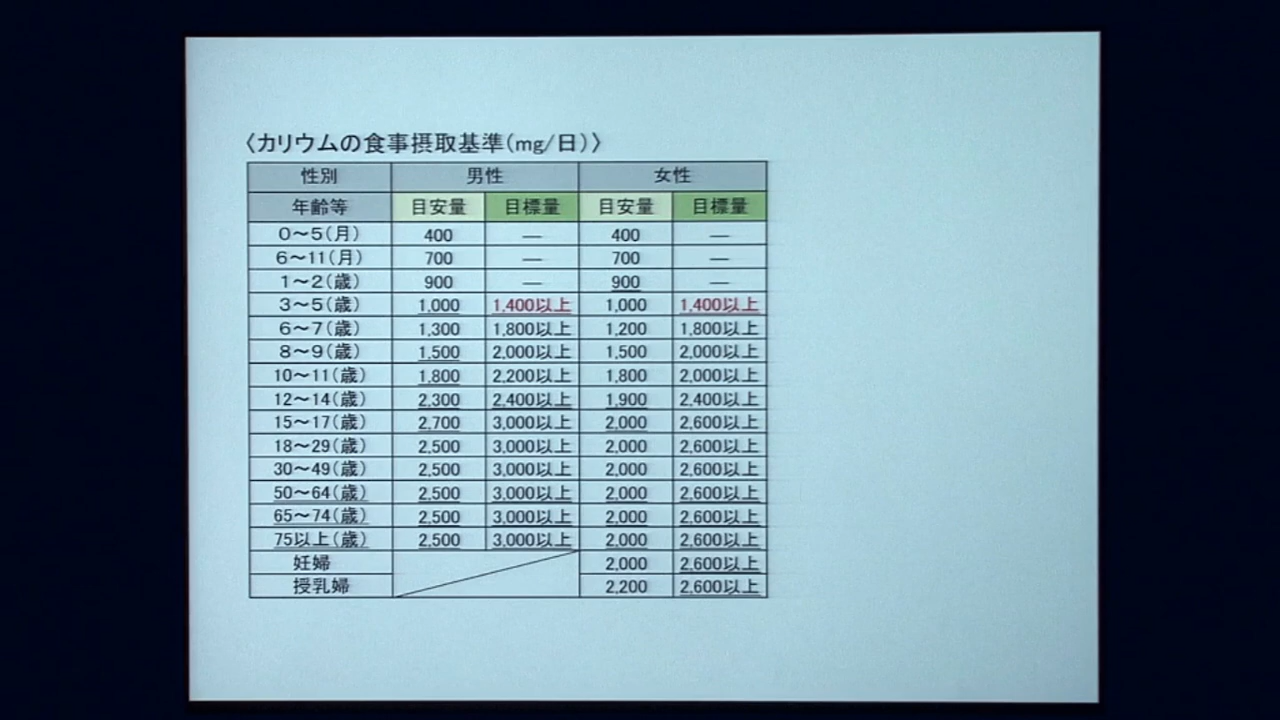 〈カリウムの食事摂取基準(mg/日)〉
性別 男性 女性
年齢等 目安量 目標量 目安量 目標量
0～5(月) 400 ― 400 ―
6～11(月) 700 ― 700 ―
1～2(歳) 900 ― 900 ―
3～5(歳) 1,000 1,400以上 1,000 1,400以上
6～7(歳) 1,300 1,800以上 1,200 1,800以上
8～9(歳) 1,500 2,000以上 1,500 2,000以上
10～11(歳) 1,800 2,200以上 1,800 2,000以上
12～14(歳) 2,300 2,400以上 1,900 2,400以上
15～17(歳) 2,700 3,000以上 2,000 2,600以上
18～29(歳) 2,500 3,000以上 2,000 2,600以上
30～49(歳) 2,500 3,000以上 2,000 2,600以上
50～64(歳) 2,500 3,000以上 2,000 2,600以上
65～74(歳) 2,500 3,000以上 2,000 2,600以上
75以上(歳) 2,500 3,000以上 2,000 2,600以上
妊婦 2,000 2,600以上
授乳婦 2,200 2,600以上